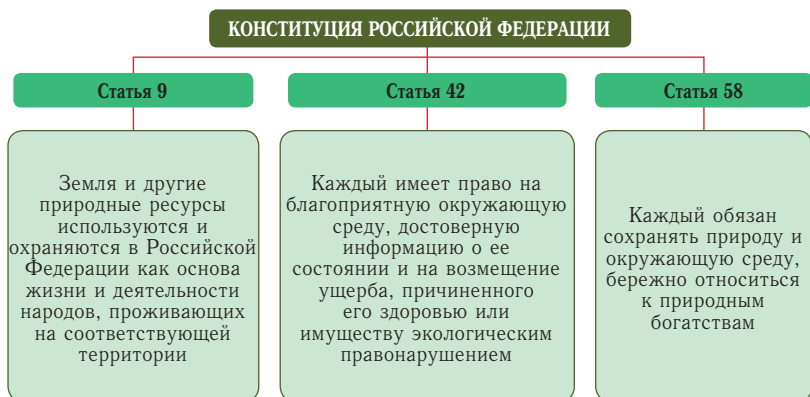 КОНСТИТУЦИЯ РОССИЙСКОЙ ФЕДЕРАЦИИ
Статья 9
Земля и другие
природные ресурсы
используются и
охраняются в Российской
Федерации как основа
жизни и деятельности
народов, проживающих
на соответствующей
территории
Статья 42
Каждый имеет право на
благоприятную окружающую
среду, достоверную
информацию о ее
состоянии и на возмещение
ущерба, причиненного
его здоровью или
имуществу экологическим
правонарушением
Статья 58
Каждый обязан
сохранять природу и
окружающую среду,
бережно относиться
к природным
богатствам